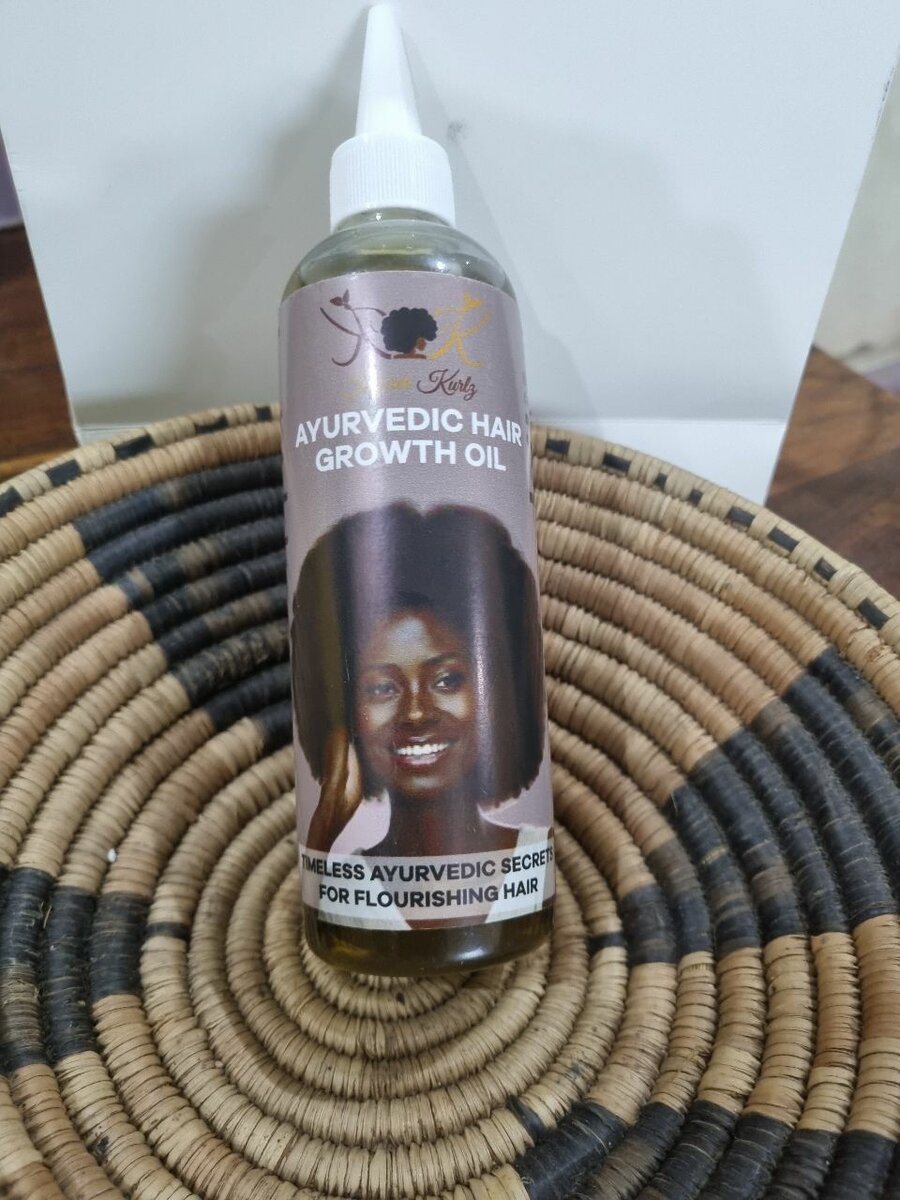 Kurlz
AYURVEDIC HAIR
GROWTH OIL
TIMELESS AYURVEDIC SECRETS
FOR FLOURISHING HAIR